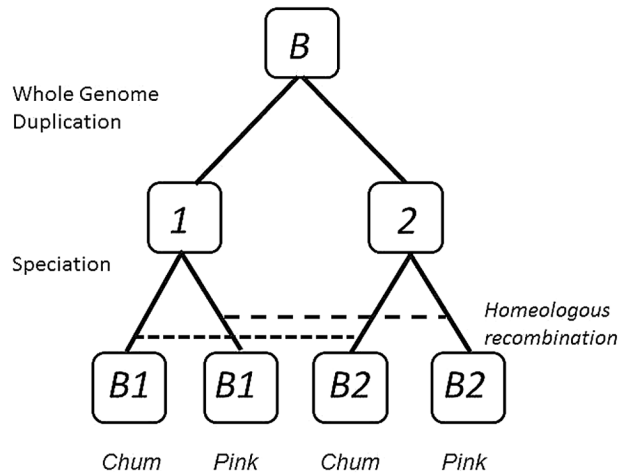 B
Whole Genome
Duplication
1 2
Speciation
Homeologous
recombination
B1 B1 B2 B2
Chum Pink Chum Pink